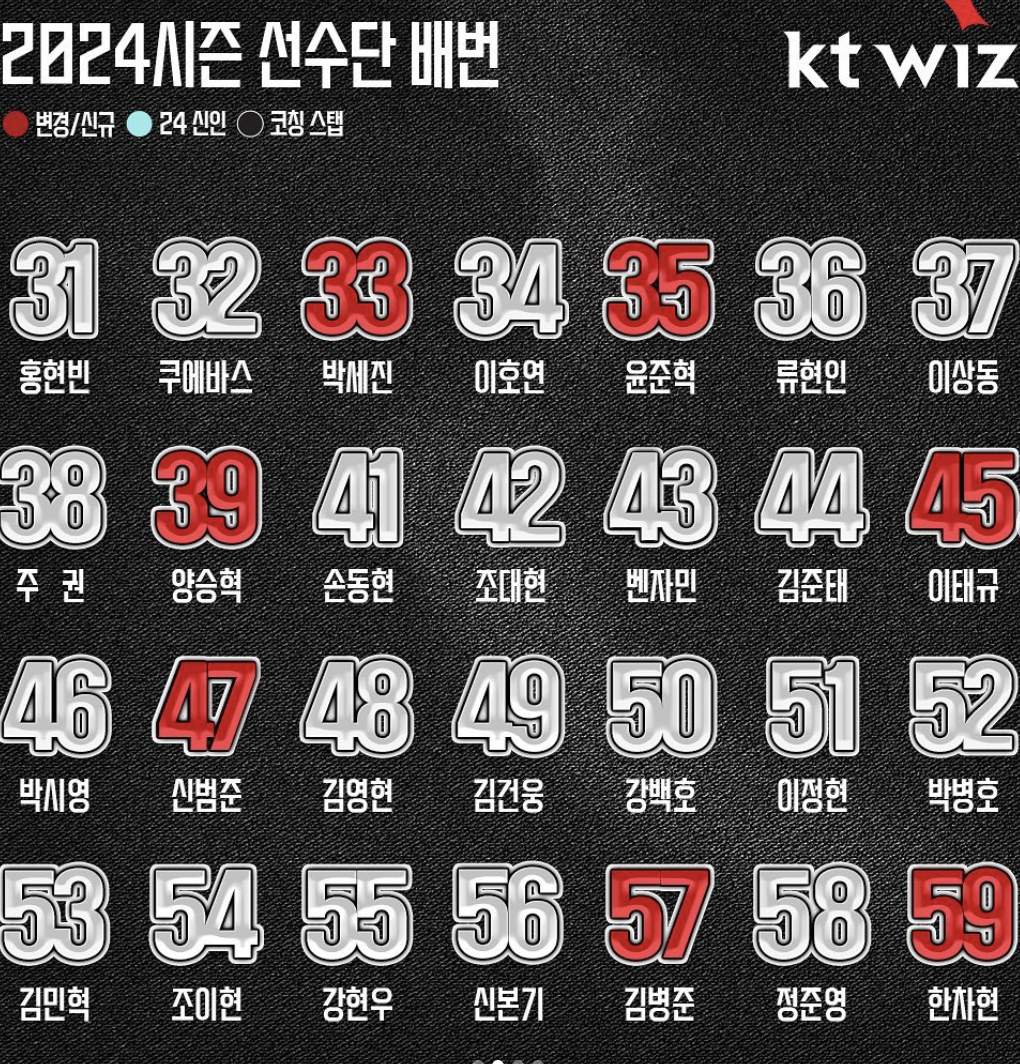 2024시즌 선수단 배번
kt wiz
변경/신규 24 신인 코칭 스탭
31 32 33 34 35 36 37
홍현빈 쿠에바스 박세진 이호연 윤준혁 류현인 이상동
38 39 41 42 43 44 45
주 권 양승혁 손동현 조대현 벤자민 김준태 이태규
46 47 48 49 50 51 52
박시영 신범준 김영현 김건웅 강백호 이정현 박병호
53 54 55 56 57 58 59
김민혁 조이현 강현우 신본기 김병준 정준영 한차현